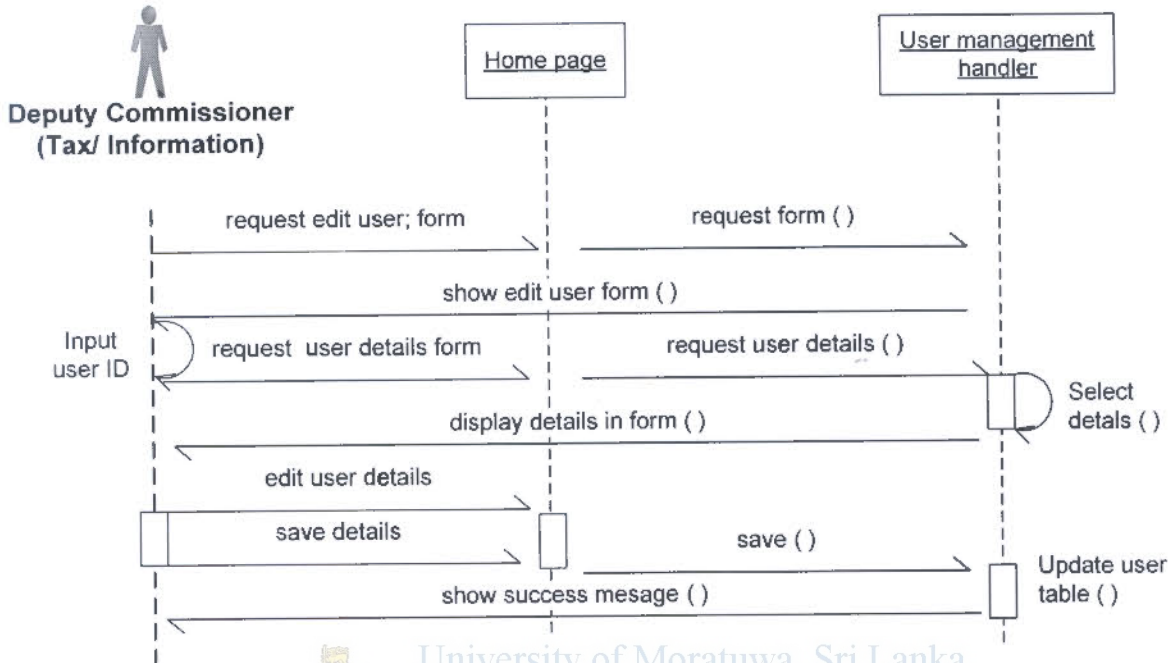 Home page
User management
handler
Deputy Commissioner
(Tax/ Information)
request edit user; form
request form ( )
show edit user form ( )
Input
user ID
request user details form
request user details ( )
Select
detals ( )
display details in form ( )
edit user details
save details
save ( )
Update user
table ( )
show success mesage ( )
University of Moratuwa, Sri Lanka